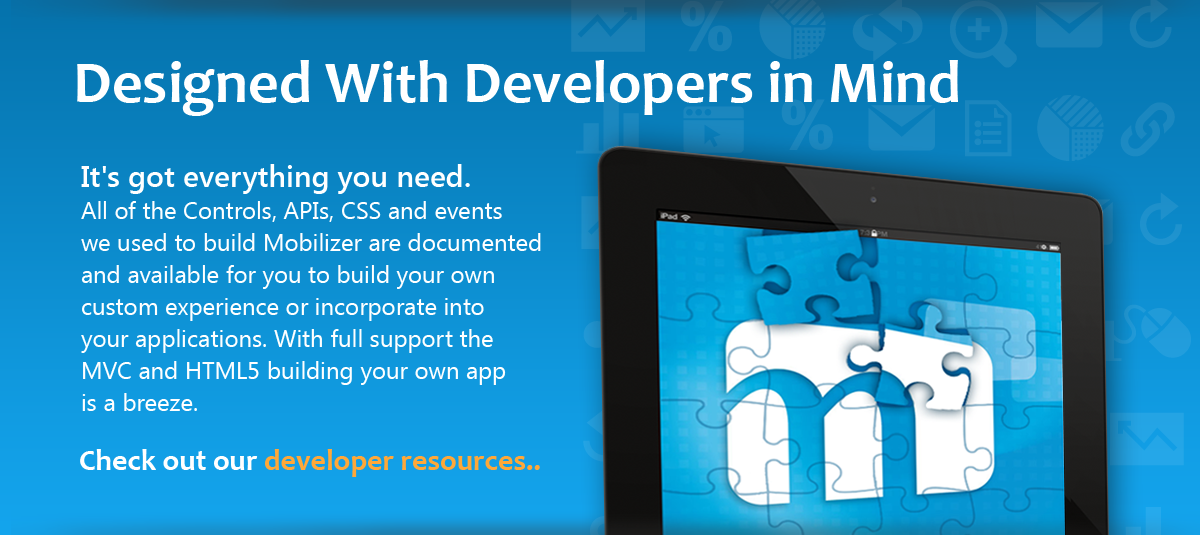 Designed With Developers in Mind
It's got everything you need.
All of the Controls, APIs, CSS and events
we used to build Mobilizer are documented
and available for you to build your own
custom experience or incorporate into
your applications. With full support the
MVC and HTML5 building your own app
is a breeze.
Check out our developer resources..
iPad
m